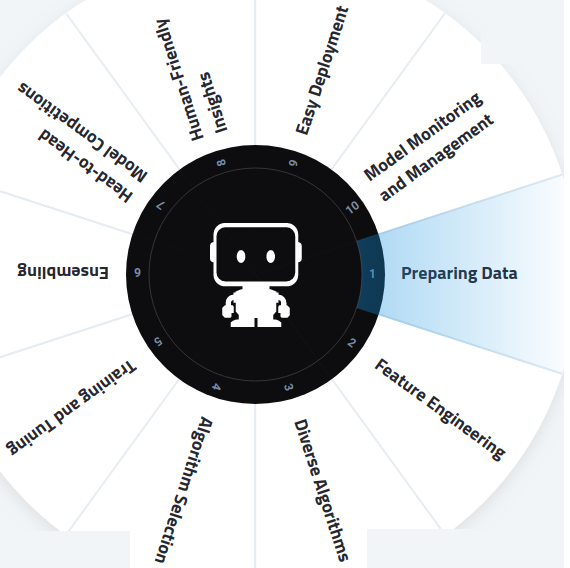 1
Preparing Data
2
Feature Engineering
3
Diverse Algorithms
4
Algorithm Selection
5
Training and Tuning
6
Ensembling
7
Head-to-Head
Model Competitions
8
Human-Friendly
Insights
9
Easy Deployment
10
Model Monitoring
and Management